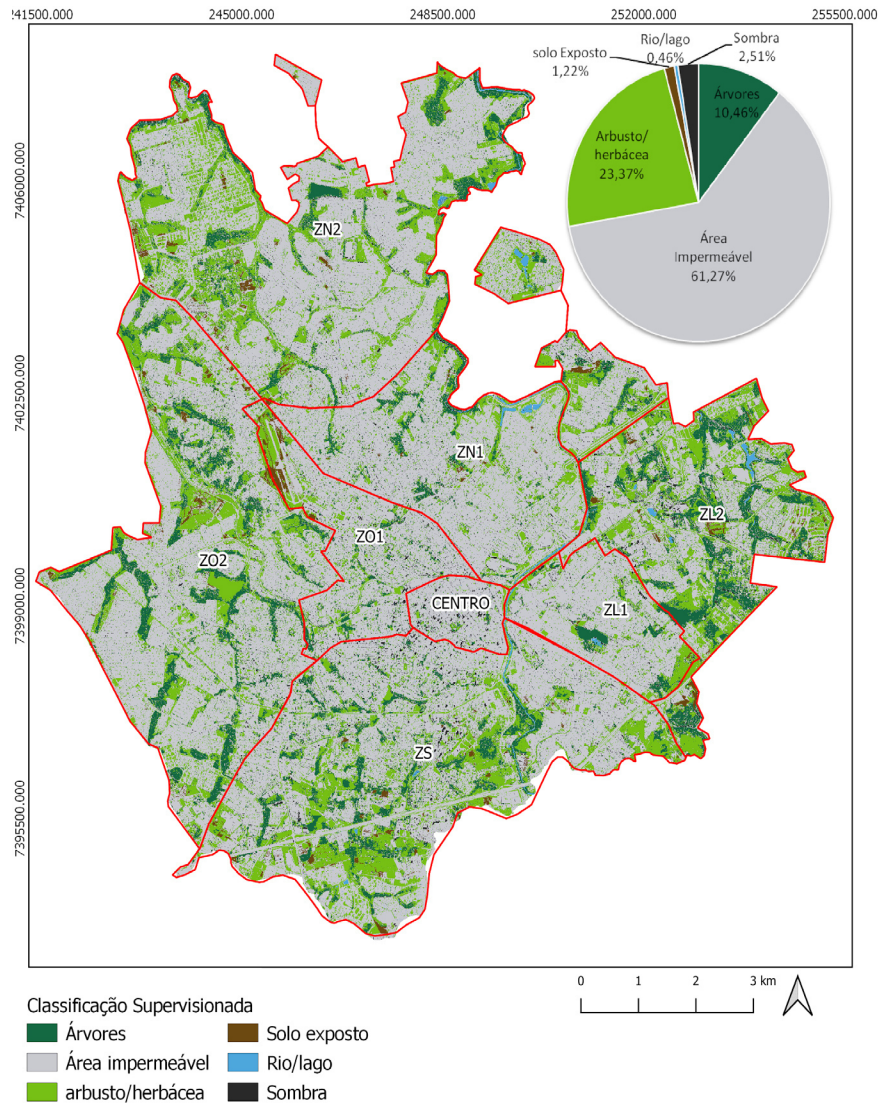 241500.000 245000.000 248500.000 252000.000 255500.000
Rio/lago
0,46%
Sombra
2,51%
solo Exposto
1,22%
Árvores
10,46%
Arbusto/
herbácea
23,37%
Área
Impermeável
61,27%
7406000.000
7402500.000
7399000.000
7395500.000
ZN2
ZN1
ZL2
ZO1
ZO2
CENTRO
ZL1
ZS
0 1 2 3 km
Classificação Supervisionada
Árvores
Solo exposto
Área impermeável
Rio/lago
arbusto/herbácea
Sombra